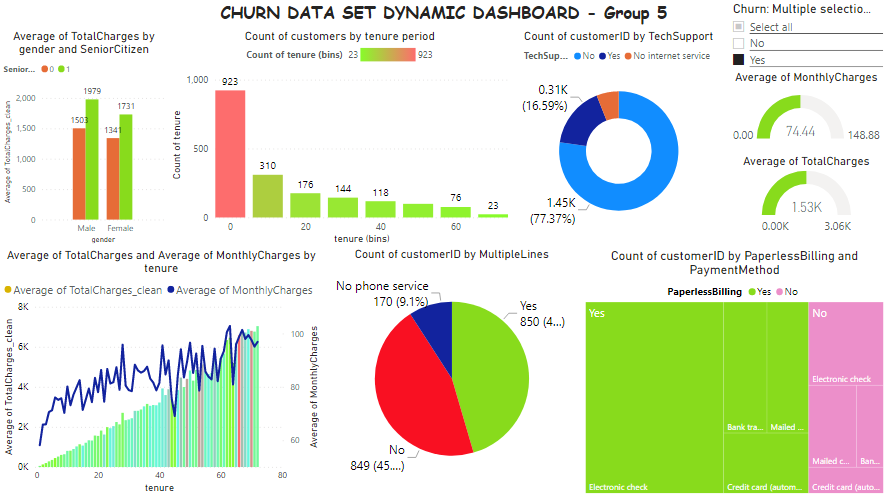 CHURN DATA SET DYNAMIC DASHBOARD - Group 5
Churn: Multiple selectio...
Select all
No
Yes
Average of TotalCharges by
gender and SeniorCitizen
Senior... 0 1
Average of TotalCharges_clean
2,000
1,500
1,000
500
0
1503
1979
1341
1731
Male
Female
gender
Count of customers by tenure period
Count of tenure (bins) 23 923
Count of tenure
1,000
500
0
923
310
176
144
118
76
23
0
20
40
60
tenure (bins)
Count of customerID by TechSupport
TechSup... No Yes No internet service
0.31K
(16.59%)
1.45K
(77.37%)
Average of MonthlyCharges
74.44
0.00
148.88
Average of TotalCharges
1.53K
0.00K
3.06K
Average of TotalCharges and Average of MonthlyCharges by
tenure
Average of TotalCharges_clean Average of MonthlyCharges
Average of TotalCharges_clean
8K
6K
4K
2K
0K
0
20
40
60
80
tenure
100
80
60
Average of MonthlyCharges
Count of customerID by MultipleLines
No phone service
170 (9.1%)
Yes
850 (4...)
No
849 (45....)
Count of customerID by PaperlessBilling and
PaymentMethod
PaperlessBilling Yes No
Yes
No
Electronic check
Bank tra...
Mailed ...
Mailed c...
Ban...
Electronic check
Credit card (autom...
Credit card (auto...